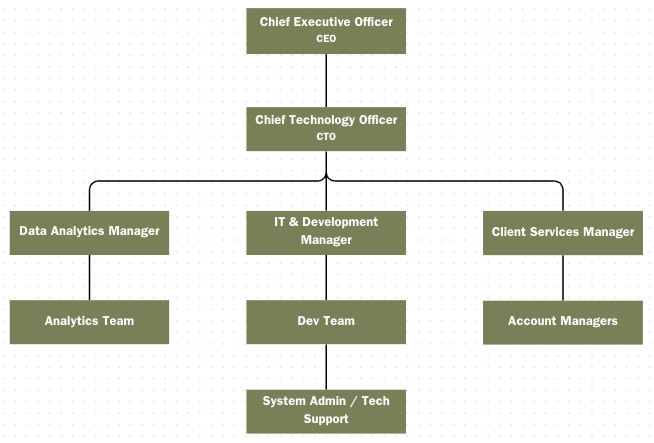 Chief Executive Officer
CEO
Chief Technology Officer
CTO
Data Analytics Manager
IT & Development
Manager
Client Services Manager
Analytics Team
Dev Team
Account Managers
System Admin / Tech
Support